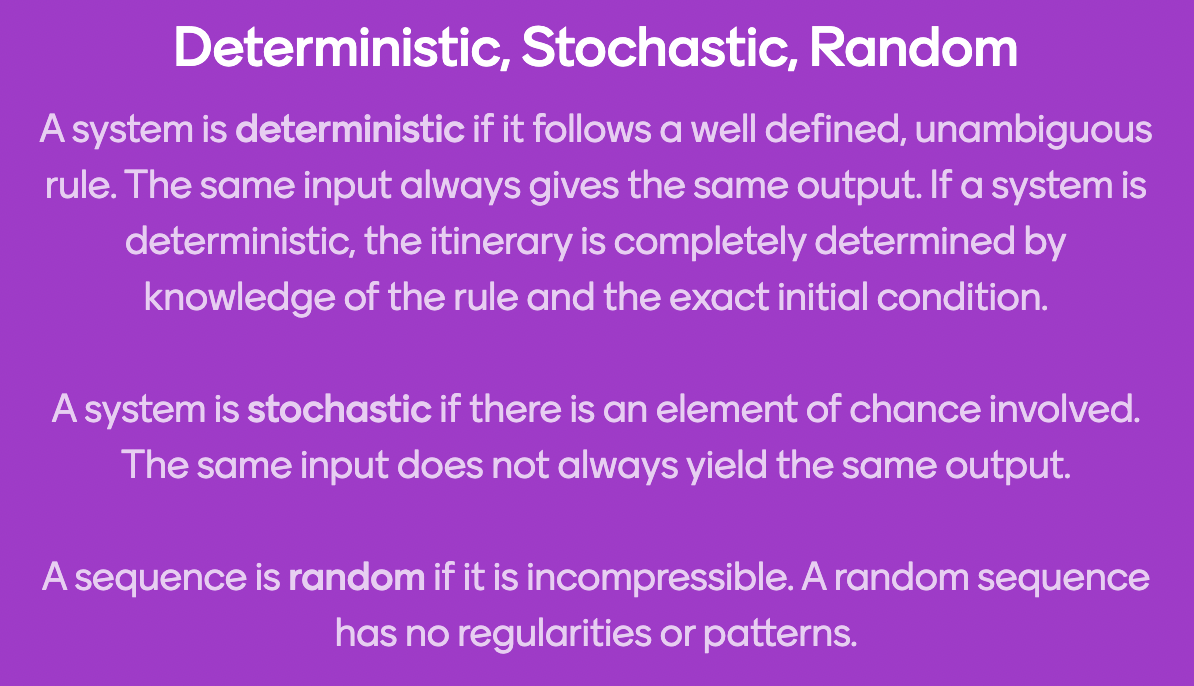 Deterministic, Stochastic, Random
A system is deterministic if it follows a well defined, unambiguous
rule. The same input always gives the same output. If a system is
deterministic, the itinerary is completely determined by
knowledge of the rule and the exact initial condition.
A system is stochastic if there is an element of chance involved.
The same input does not always yield the same output.
A sequence is random if it is incompressible. A random sequence
has no regularities or patterns.